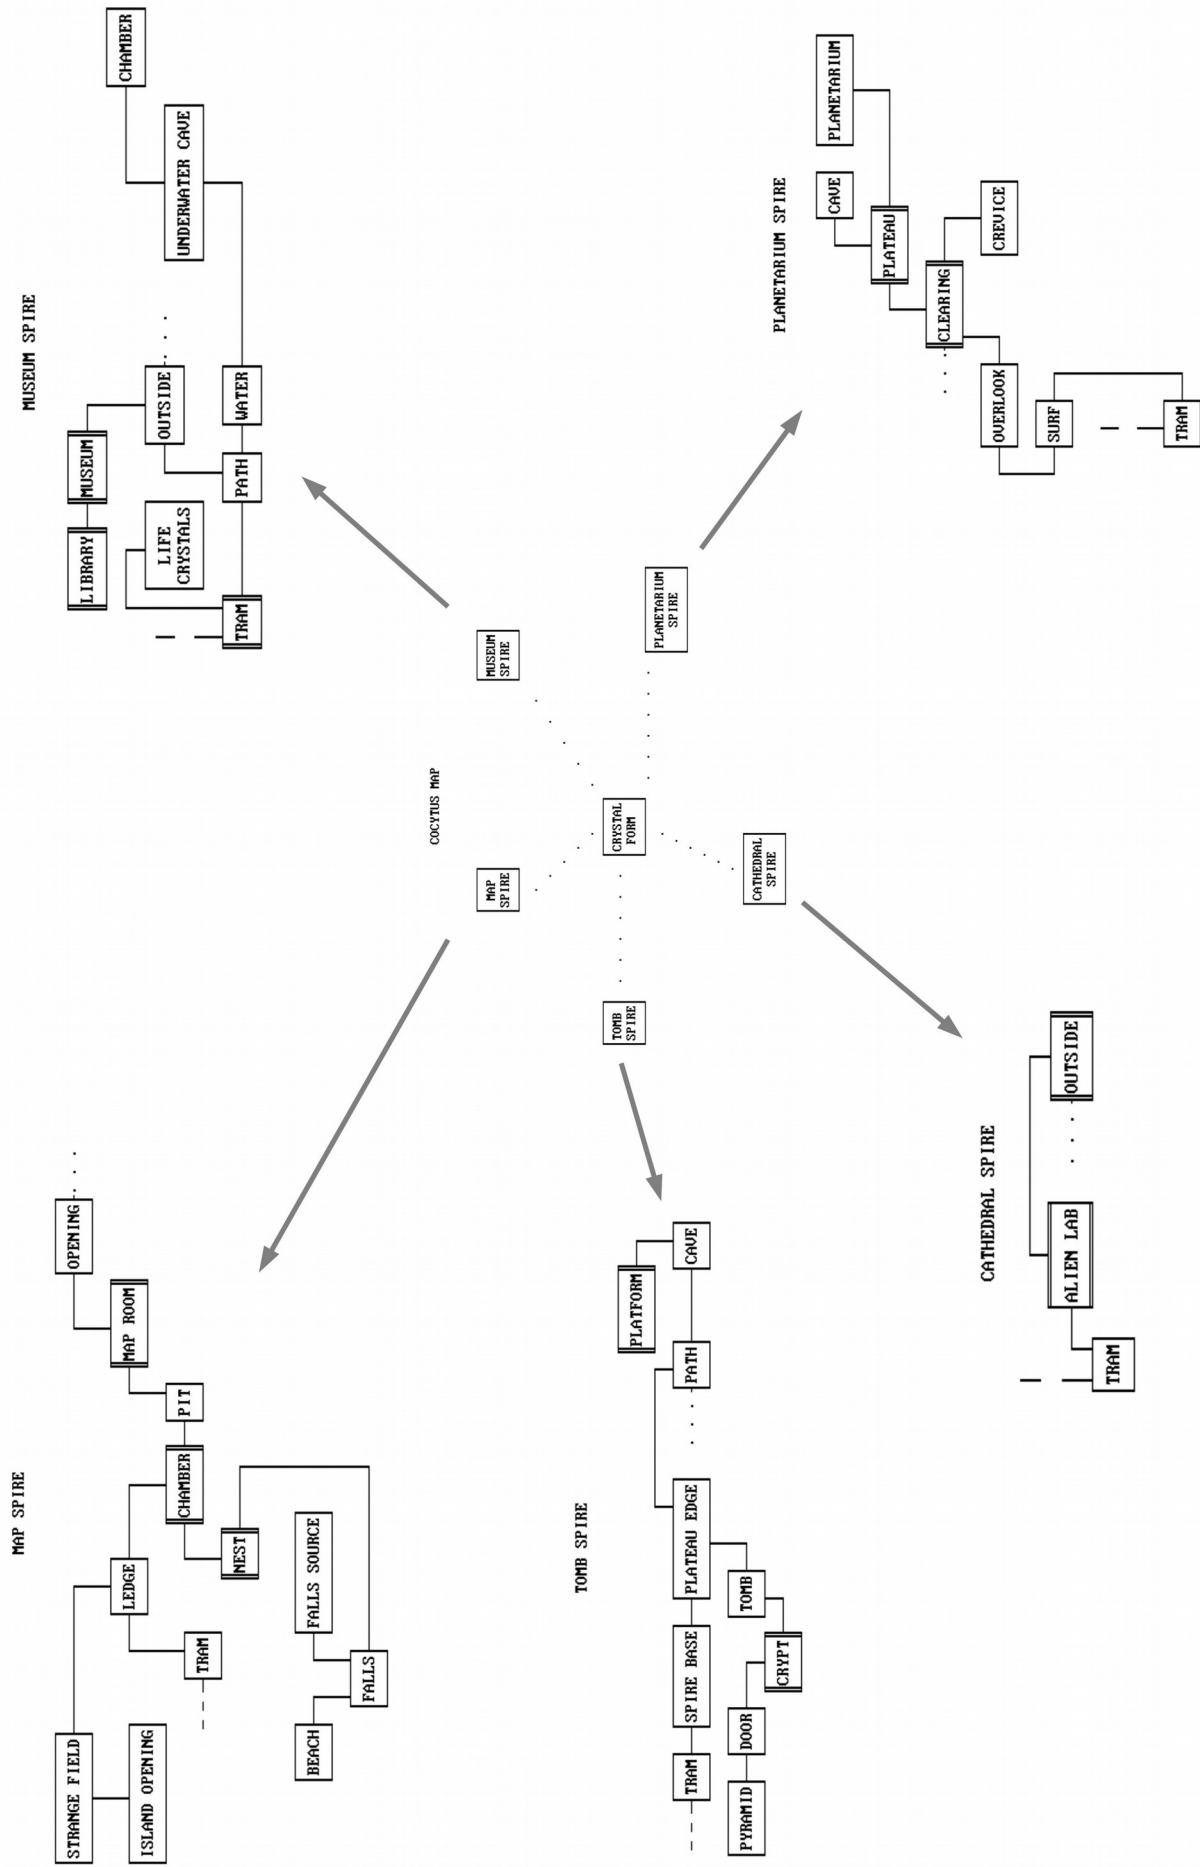 MAP SPIRE
STRANGE FIELD
ISLAND OPENING
LEDGE
TRAM
CHAMBER
NEST
PIT
MAP ROOM
OPENING
BEACH
FALLS SOURCE
FALLS
MUSEUM SPIRE
LIBRARY
MUSEUM
LIFE
CRYSTALS
OUTSIDE
TRAM
PATH
WATER
UNDERWATER CAVE
CHAMBER
COCYTUS MAP
MAP
SPIRE
MUSEUM
SPIRE
TOMB
SPIRE
CRYSTAL
FORM
PLANETARIUM
SPIRE
CATHEDRAL
SPIRE
TOMB SPIRE
PLATFORM
TRAM
SPIRE BASE
PLATEAU EDGE
PATH
CAVE
PYRAMID
DOOR
TOMB
CRYPT
CATHEDRAL SPIRE
ALIEN LAB
OUTSIDE
TRAM
PLANETARIUM SPIRE
CAVE
PLANETARIUM
PLATEAU
CLEARING
OVERLOOK
CREVICE
SURF
TRAM